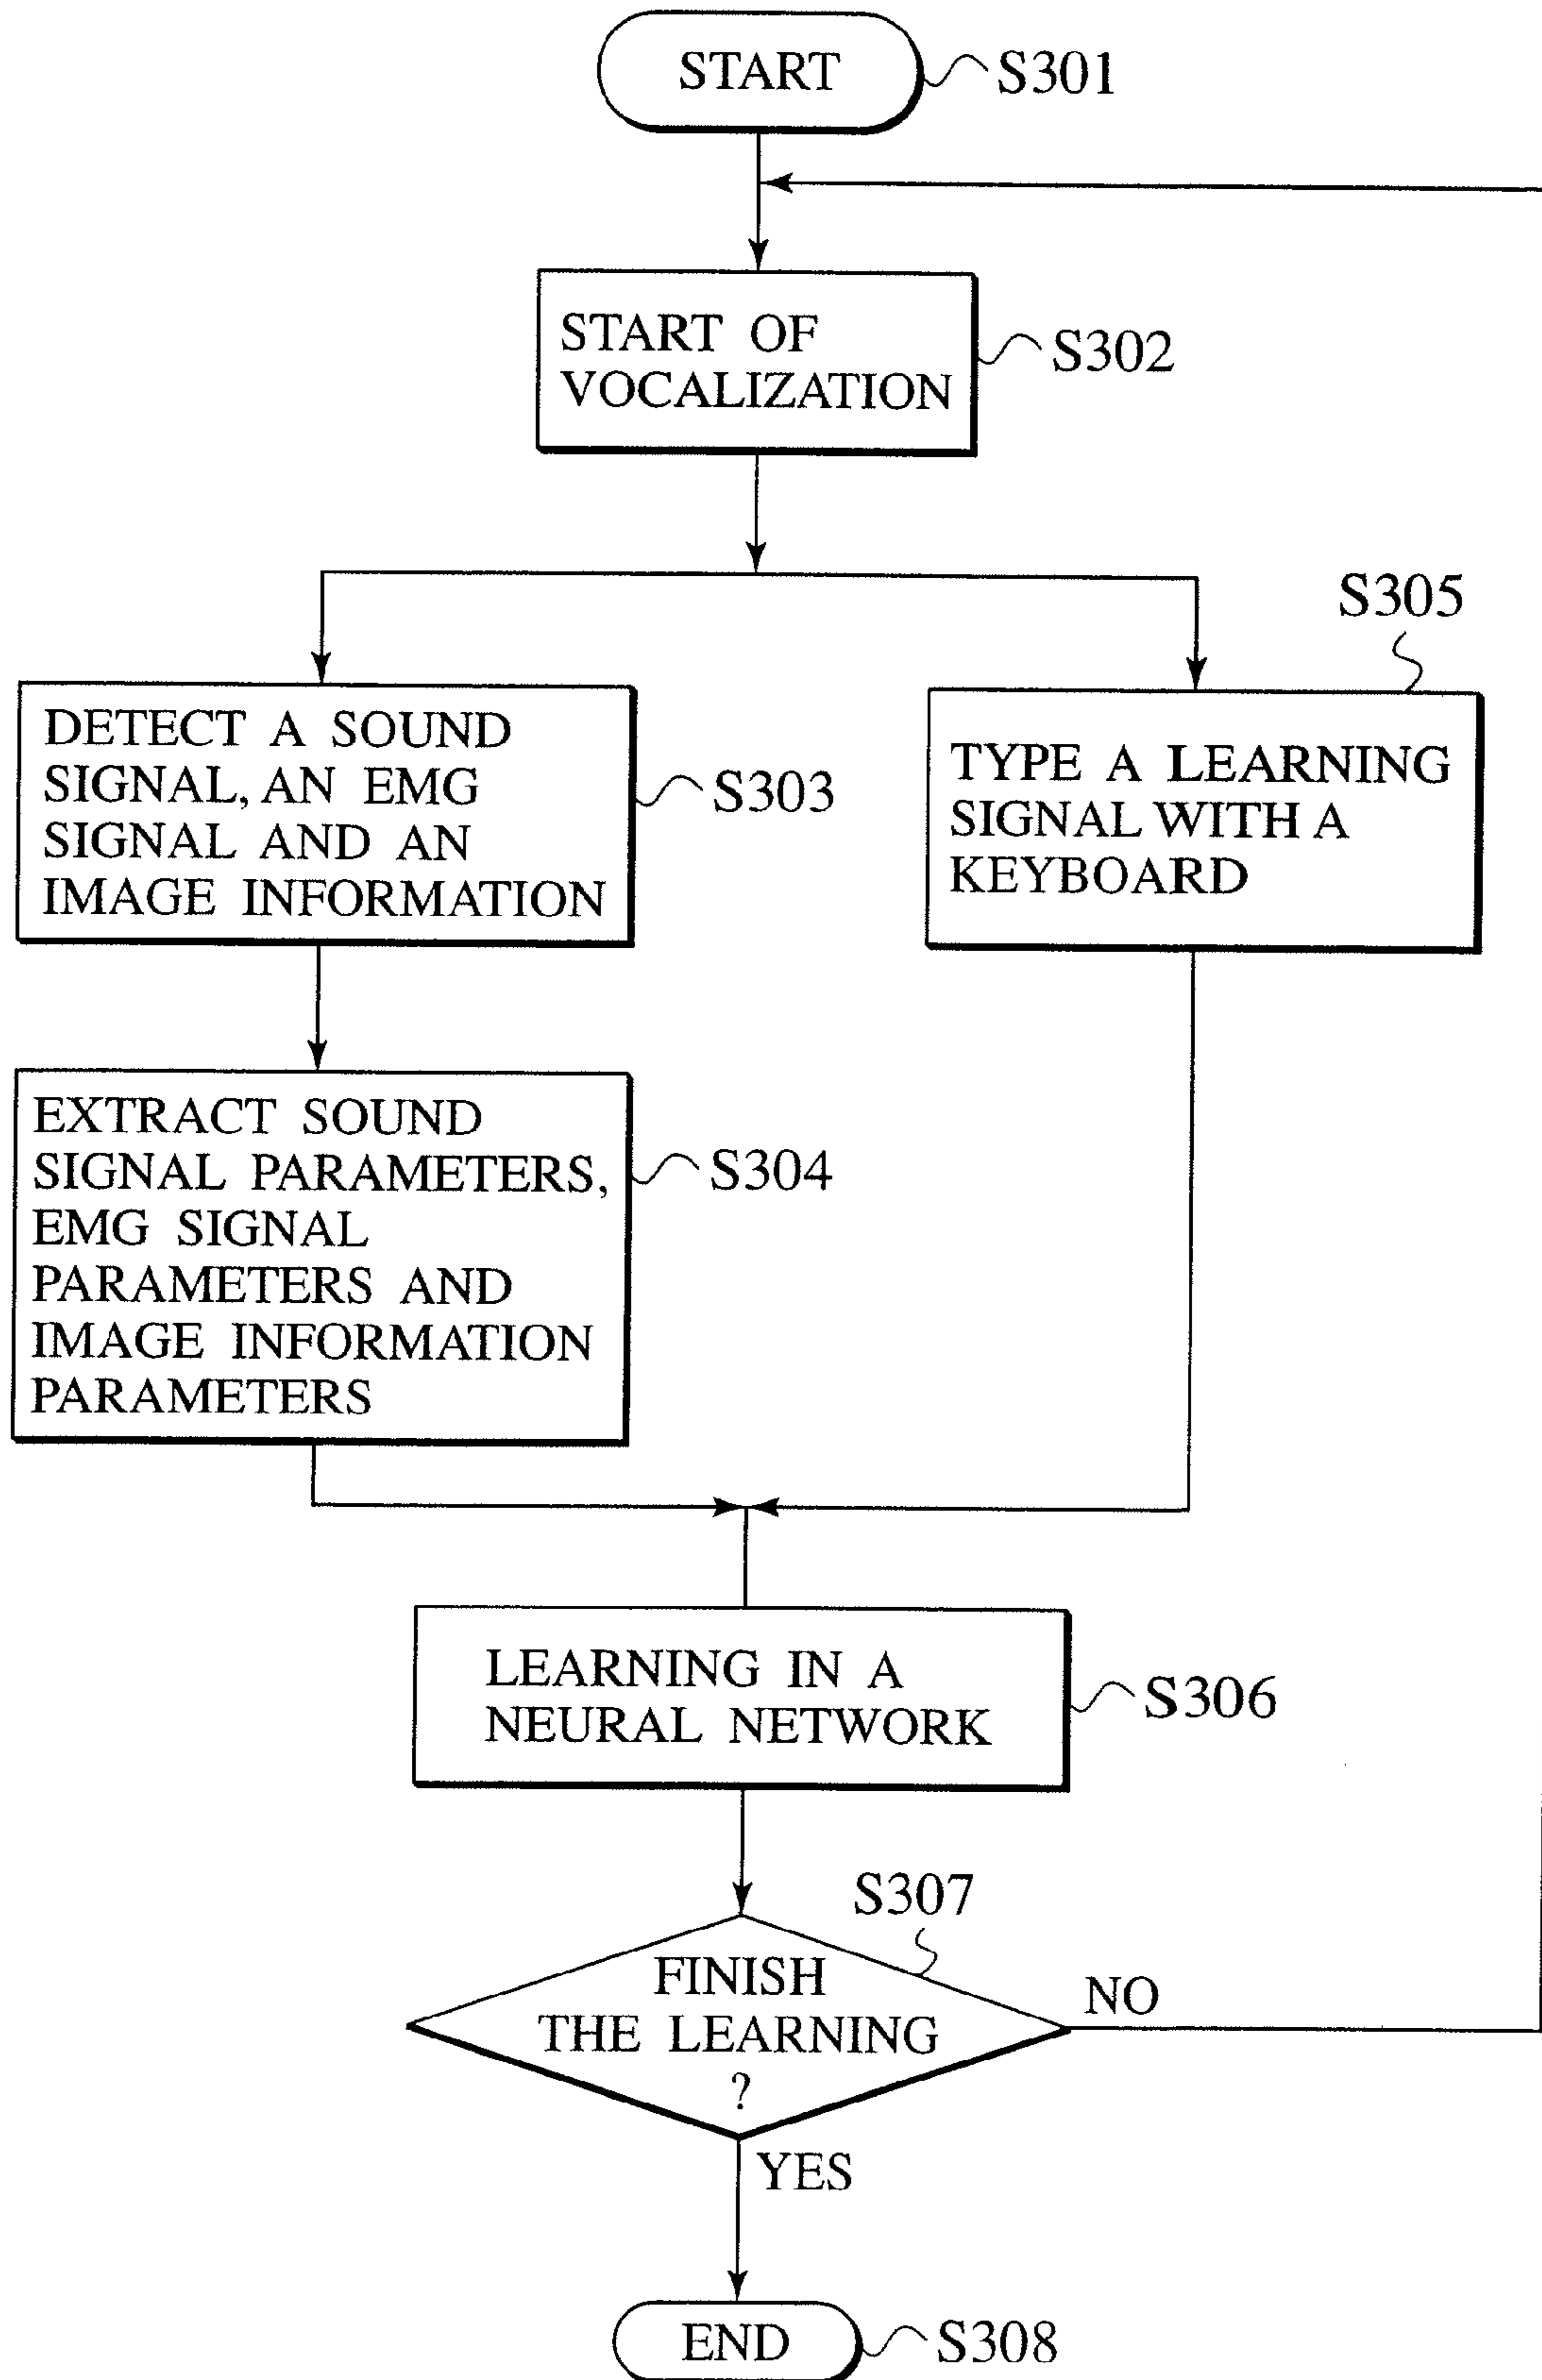 START
S301
START OF
VOCALIZATION
S302
DETECT A SOUND
SIGNAL, AN EMG
SIGNAL AND AN
IMAGE INFORMATION
S303
S305
TYPE A LEARNING
SIGNAL WITH A
KEYBOARD
EXTRACT SOUND
SIGNAL PARAMETERS,
EMG SIGNAL
PARAMETERS AND
IMAGE INFORMATION
PARAMETERS
S304
LEARNING IN A
NEURAL NETWORK
S306
S307
FINISH
THE LEARNING
?
NO
YES
END
S308